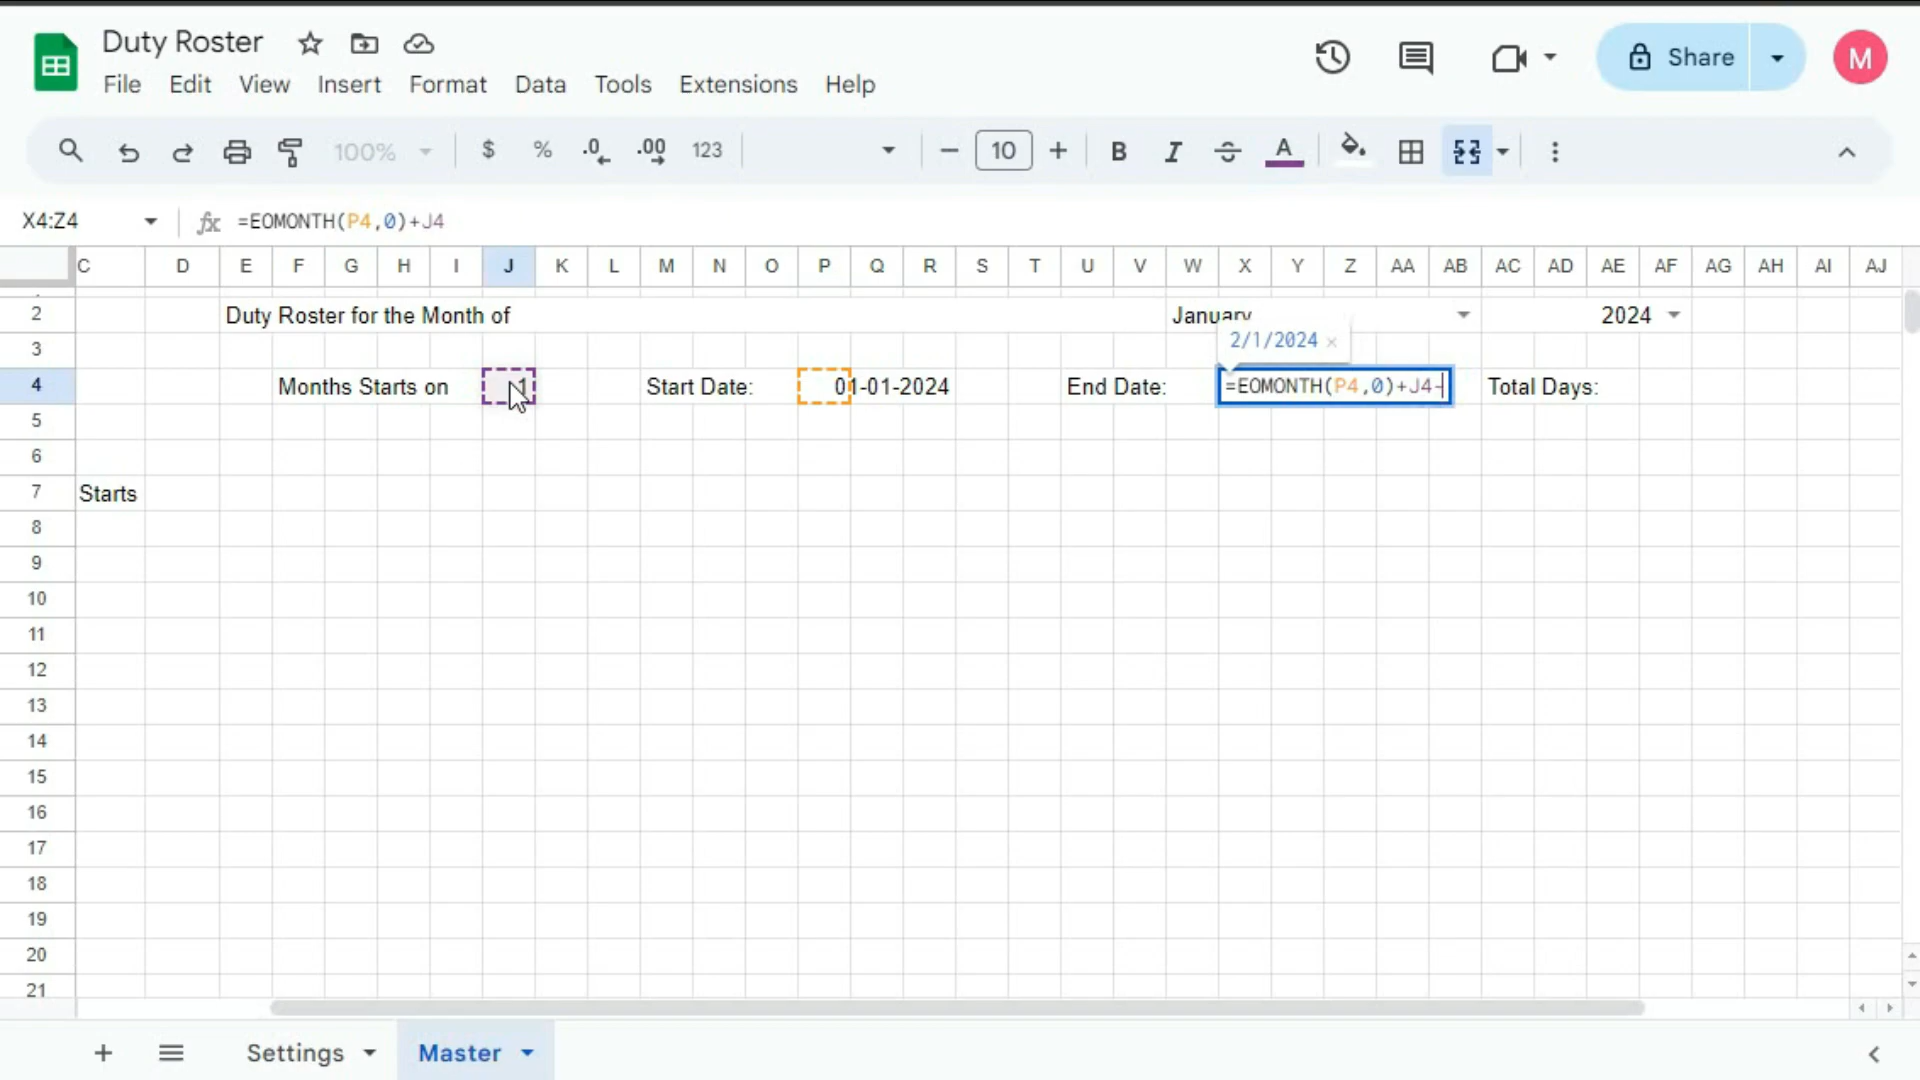 Duty Roster
File Edit View Insert Format Data Tools Extensions Help
Share
M
100% $ % .0 .00 123 10 B I A
X4:Z4 fx =EOMONTH(P4,0)+J4
C D E F G H I J K L M N O P Q R S T U V W X Y Z AA AB AC AD AE AF AG AH AI AJ
2 Duty Roster for the Month of January 2024
2/1/2024 ×
3
4 Months Starts on 1 Start Date: 01-01-2024 End Date: =EOMONTH(P4,0)+J4- Total Days:
5
6
7 Starts
8
9
10
11
12
13
14
15
16
17
18
19
20
21
+ Settings Master